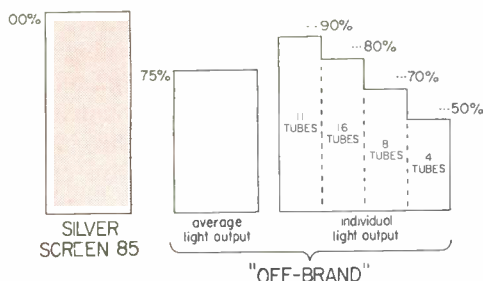 00%
75%
90%
80%
70%
50%
11
TUBES
16
TUBES
8
TUBES
4
TUBES
SILVER
SCREEN 85
average
light output
individual
light output
"OFF-BRAND"